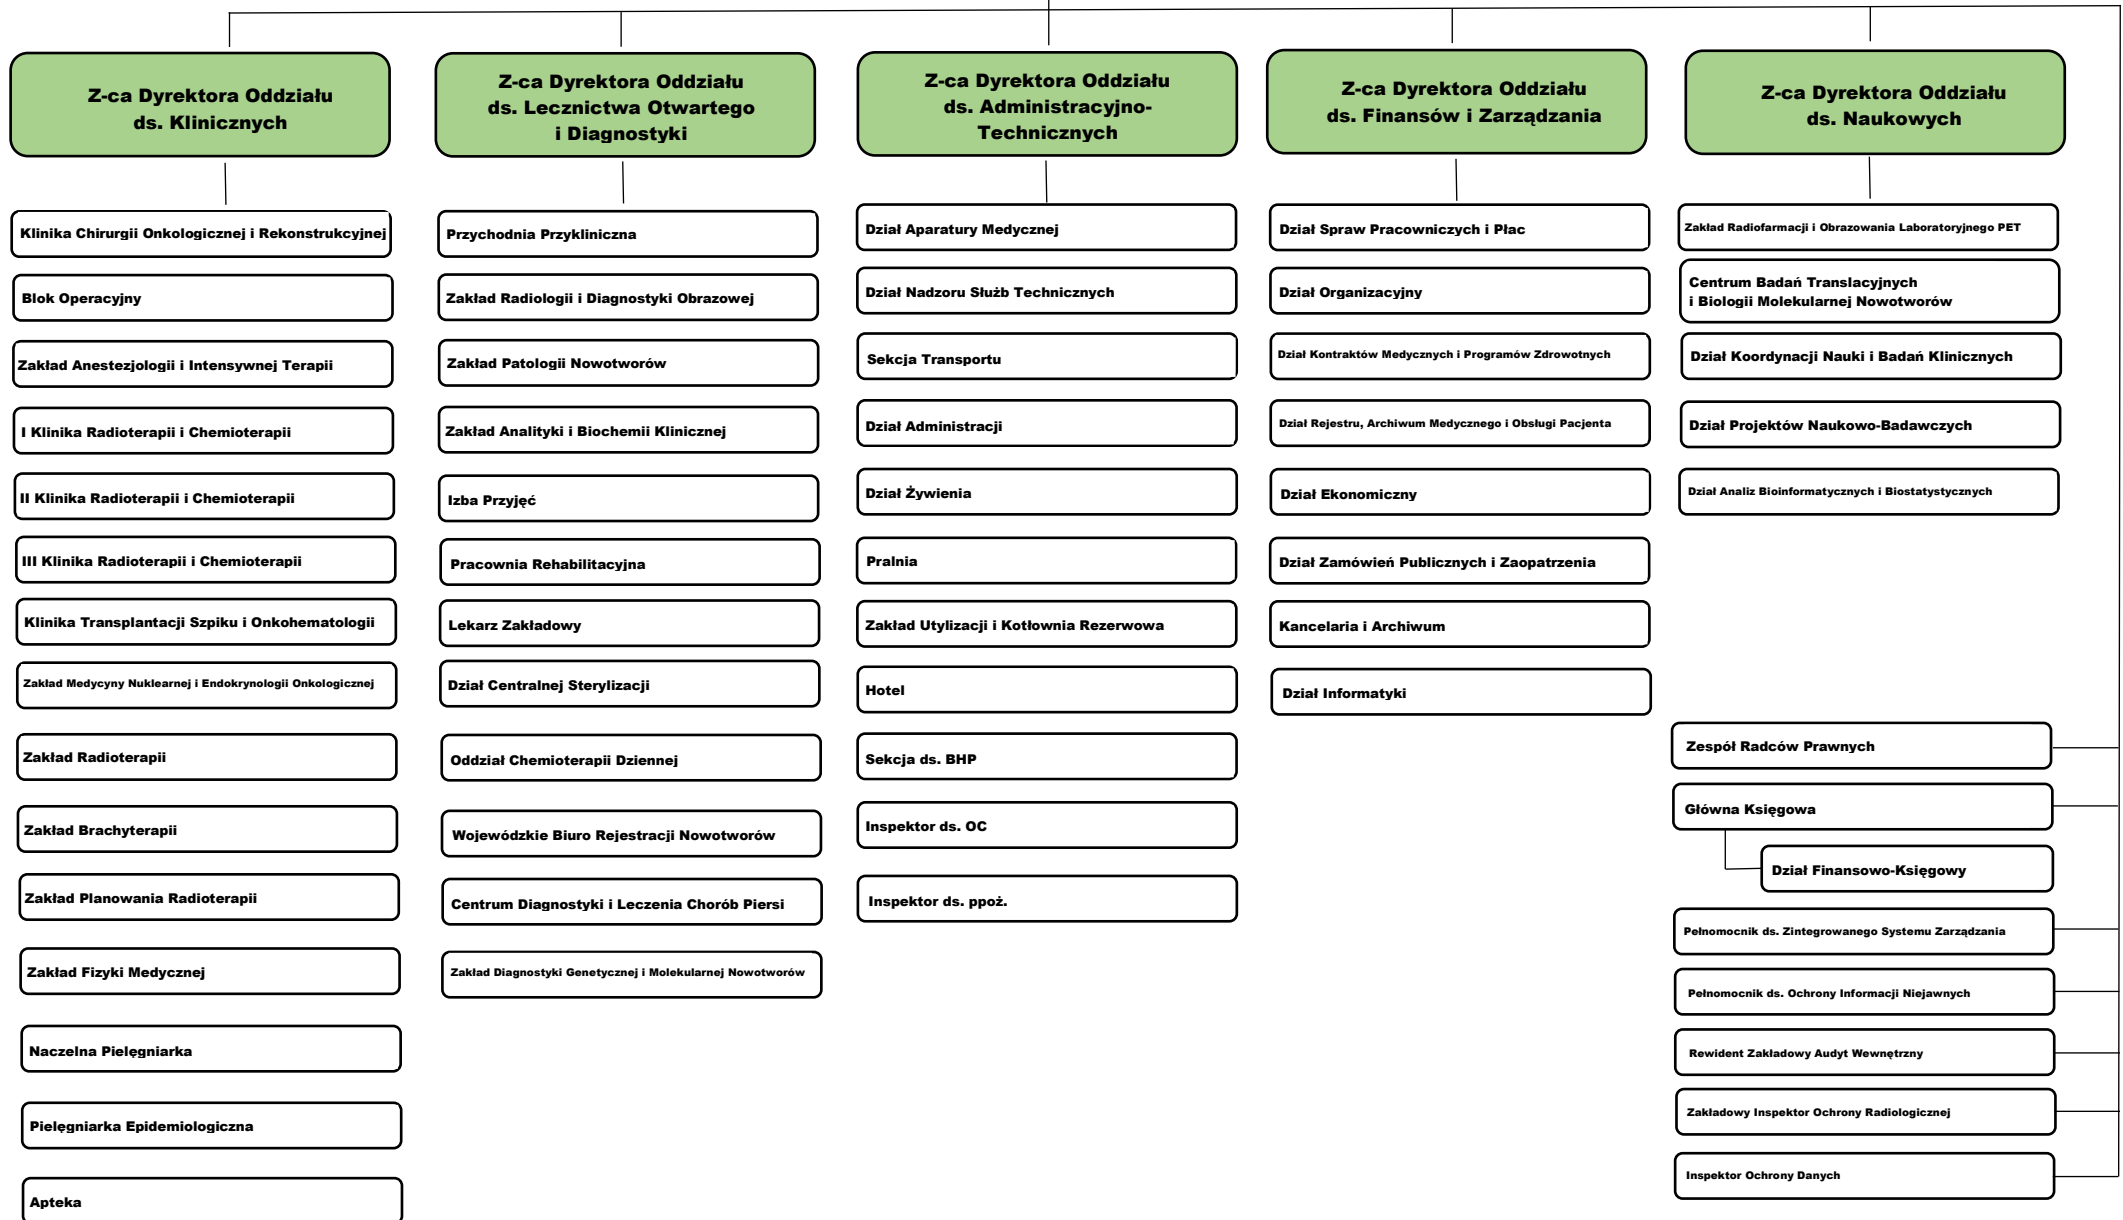 Z-ca Dyrektora Oddziału
ds. Klinicznych
Klinika Chirurgii Onkologicznej i Rekonstrukcyjnej
Blok Operacyjny
Zakład Anestezjologii i Intensywnej Terapii
I Klinika Radioterapii i Chemioterapii
II Klinika Radioterapii i Chemioterapii
III Klinika Radioterapii i Chemioterapii
Klinika Transplantacji Szpiku i Onkohematologii
Zakład Medycyny Nuklearnej i Endokrynologii Onkologicznej
Zakład Radioterapii
Zakład Brachyterapii
Zakład Planowania Radioterapii
Zakład Fizyki Medycznej
Naczelna Pielęgniarka
Pielęgniarka Epidemiologiczna
Apteka
Z-ca Dyrektora Oddziału
ds. Lecznictwa Otwartego
i Diagnostyki
Przychodnia Przykliniczna
Zakład Radiologii i Diagnostyki Obrazowej
Zakład Patologii Nowotworów
Zakład Analityki i Biochemii Klinicznej
Izba Przyjęć
Pracownia Rehabilitacyjna
Lekarz Zakładowy
Dział Centralnej Sterylizacji
Oddział Chemioterapii Dziennej
Wojewódzkie Biuro Rejestracji Nowotworów
Centrum Diagnostyki i Leczenia Chorób Piersi
Zakład Diagnostyki Genetycznej i Molekularnej Nowotworów
Z-ca Dyrektora Oddziału
ds. Administracyjno-
Technicznych
Dział Aparatury Medycznej
Dział Nadzoru Służb Technicznych
Sekcja Transportu
Dział Administracji
Dział Żywienia
Pralnia
Zakład Utylizacji i Kotłownia Rezerwowa
Hotel
Sekcja ds. BHP
Inspektor ds. OC
Inspektor ds. ppoż.
Z-ca Dyrektora Oddziału
ds. Finansów i Zarządzania
Dział Spraw Pracowniczych i Płac
Dział Organizacyjny
Dział Kontraktów Medycznych i Programów Zdrowotnych
Dział Rejestru, Archiwum Medycznego i Obsługi Pacjenta
Dział Ekonomiczny
Dział Zamówień Publicznych i Zaopatrzenia
Kancelaria i Archiwum
Dział Informatyki
Z-ca Dyrektora Oddziału
ds. Naukowych
Zakład Radiofarmacji i Obrazowania Laboratoryjnego PET
Centrum Badań Translacyjnych
i Biologii Molekularnej Nowotworów
Dział Koordynacji Nauki i Badań Klinicznych
Dział Projektów Naukowo-Badawczych
Dział Analiz Bioinformatycznych i Biostatystycznych
Zespół Radców Prawnych
Główna Księgowa
Dział Finansowo-Księgowy
Pełnomocnik ds. Zintegrowanego Systemu Zarządzania
Pełnomocnik ds. Ochrony Informacji Niejawnych
Rewident Zakładowy Audyt Wewnętrzny
Zakładowy Inspektor Ochrony Radiologicznej
Inspektor Ochrony Danych